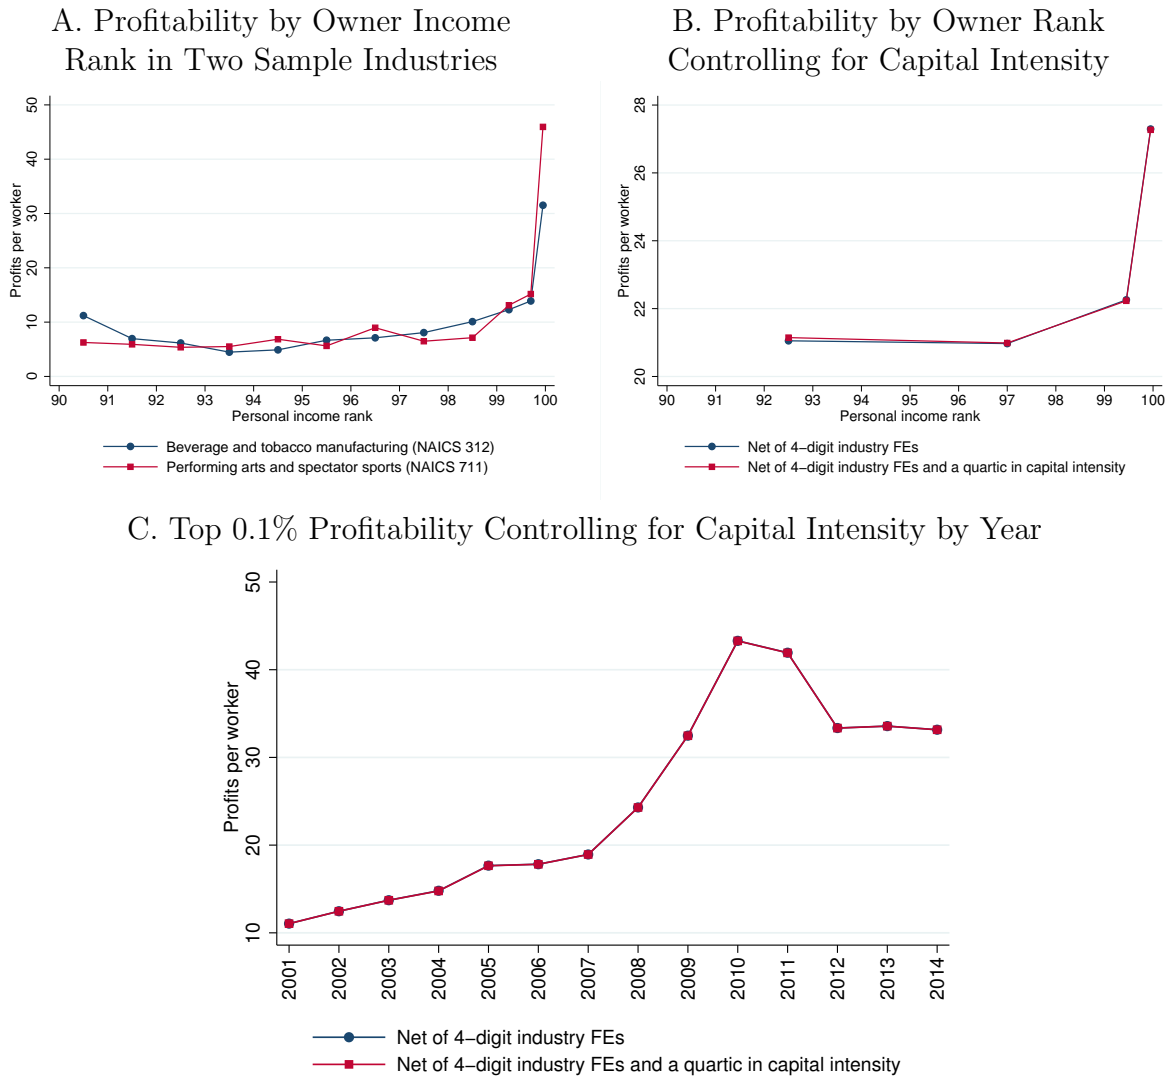 A. Profitability by Owner Income
Rank in Two Sample Industries
50
40
30
20
10
0
Profits per worker
90 91 92 93 94 95 96 97 98 99 100
Personal income rank
Beverage and tobacco manufacturing (NAICS 312)
Performing arts and spectator sports (NAICS 711)
B. Profitability by Owner Rank
Controlling for Capital Intensity
28
26
24
22
20
Profits per worker
90 91 92 93 94 95 96 97 98 99 100
Personal income rank
Net of 4−digit industry FEs
Net of 4−digit industry FEs and a quartic in capital intensity
C. Top 0.1% Profitability Controlling for Capital Intensity by Year
50
40
30
20
10
Profits per worker
2001 2002 2003 2004 2005 2006 2007 2008 2009 2010 2011 2012 2013 2014
Net of 4−digit industry FEs
Net of 4−digit industry FEs and a quartic in capital intensity